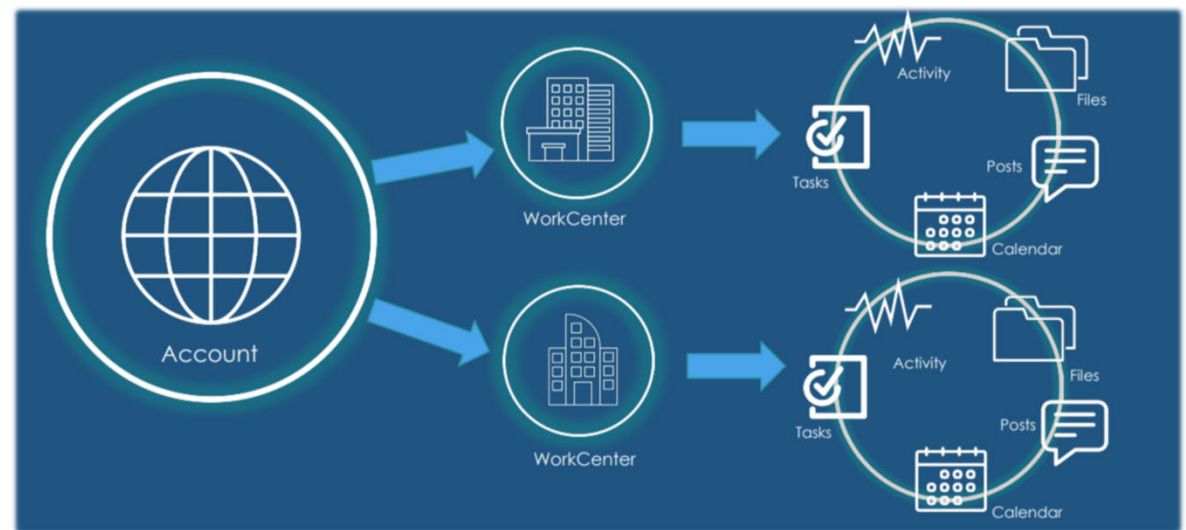 Account
WorkCenter
Activity
Files
Posts
Tasks
Calendar
WorkCenter
Activity
Files
Posts
Tasks
Calendar